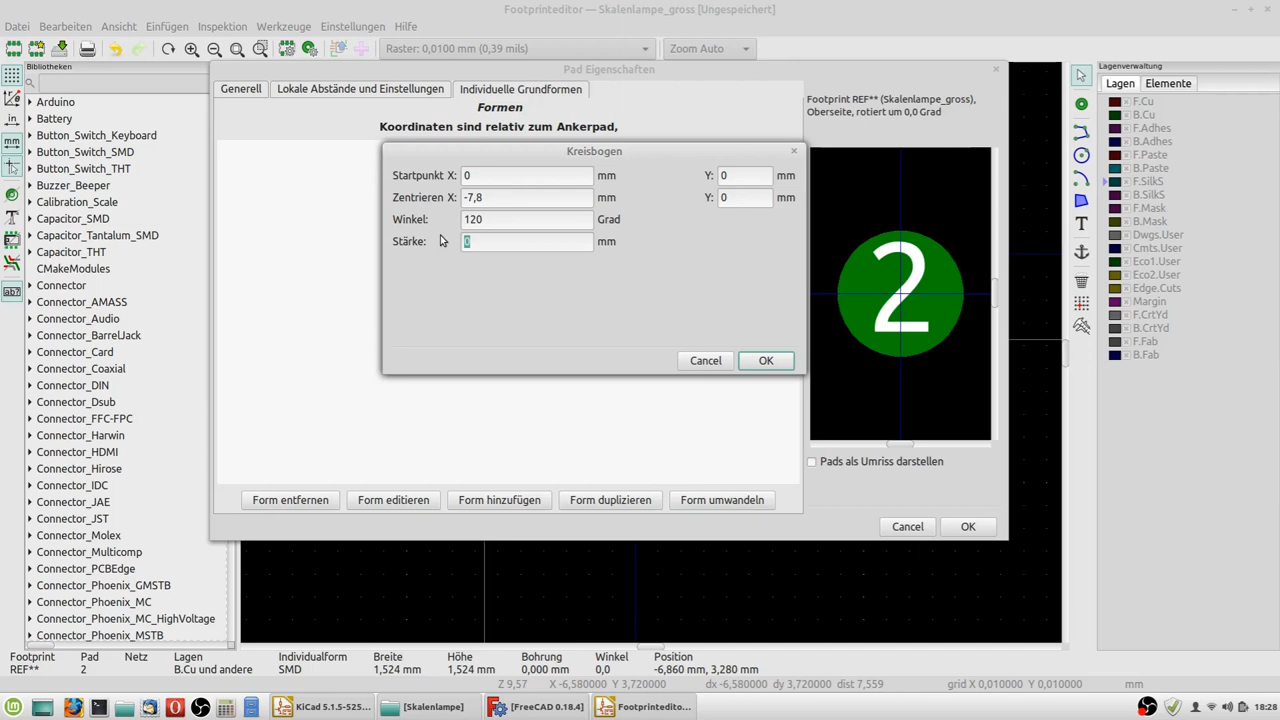 Footprinteditor — Skalenlampe_gross [Ungespeichert]
Datei Bearbeiten Ansicht Einfügen Inspektion Werkzeuge Einstellungen Hilfe
Raster: 0,0100 mm (0,39 mils) Zoom Auto
Bibliotheken
Arduino
Battery
Button_Switch_Keyboard
Button_Switch_SMD
Button_Switch_THT
Buzzer_Beeper
Calibration_Scale
Capacitor_SMD
Capacitor_Tantalum_SMD
Capacitor_THT
CMakeModules
Connector
Connector_AMASS
Connector_Audio
Connector_BarrelJack
Connector_Card
Connector_Coaxial
Connector_DIN
Connector_Dsub
Connector_FFC-FPC
Connector_Harwin
Connector_HDMI
Connector_Hirose
Connector_IDC
Connector_JAE
Connector_JST
Connector_Molex
Connector_Multicomp
Connector_PCBEdge
Connector_Phoenix_GMSTB
Connector_Phoenix_MC
Connector_Phoenix_MC_HighVoltage
Connector_Phoenix_MSTB
in
mm
Pad Eigenschaften
Generell Lokale Abstände und Einstellungen Individuelle Grundformen
Formen
Koordinaten sind relativ zum Ankerpad,
Kreisbogen
Startpunkt X: 0 mm Y: 0 mm
Zentrieren X: -7,8 mm Y: 0 mm
Winkel: 120 Grad
Stärke: 0 mm
Cancel OK
Form entfernen Form editieren Form hinzufügen Form duplizieren Form umwandeln
Footprint REF** (Skalenlampe_gross),
Oberseite, rotiert um 0,0 Grad
2
Pads als Umriss darstellen
Cancel OK
Lagenverwaltung
Lagen Elemente
F.Cu
B.Cu
F.Adhes
B.Adhes
F.Paste
B.Paste
F.SilkS
B.SilkS
F.Mask
B.Mask
Dwgs.User
Cmts.User
Eco1.User
Eco2.User
Edge.Cuts
Margin
F.CrtYd
B.CrtYd
F.Fab
B.Fab
Footprint Pad Netz Lagen Individualform Breite Höhe Bohrung Winkel Position
REF** 2 B.Cu und andere SMD 1,524 mm 1,524 mm 0,000 mm 0,0 -6,860 mm, 3,280 mm
Z 9,57 X -6,580000 Y 3,720000 dx -6,580000 dy 3,720000 dist 7,559 grid X 0,010000 Y 0,010000 mm
KiCad 5.1.5-525... [Skalenlampe] [FreeCAD 0.18.4] Footprintedito... 18:28